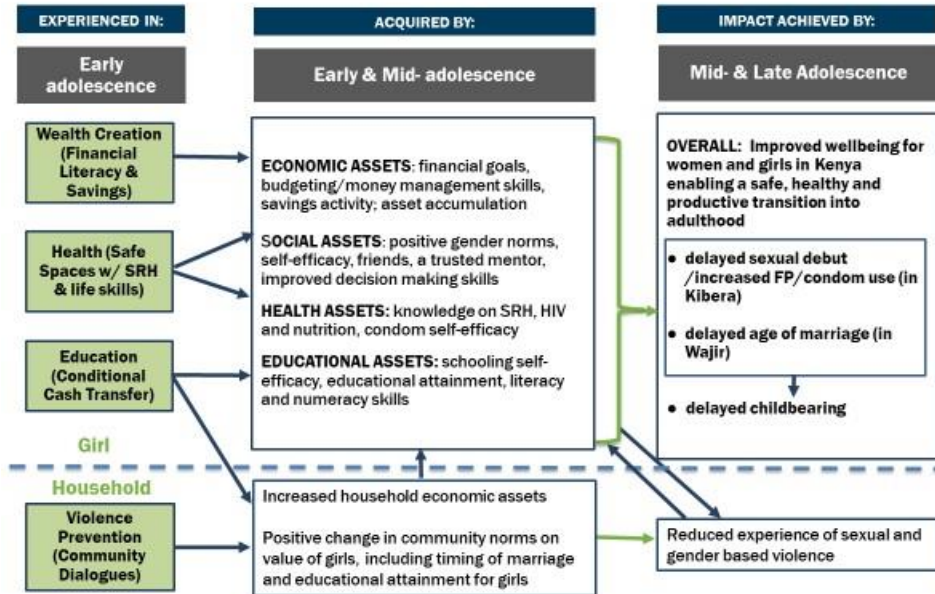 EXPERIENCED IN:
ACQUIRED BY:
IMPACT ACHIEVED BY:
Early
adolescence
Early & Mid- adolescence
Mid- & Late Adolescence
Wealth Creation
(Financial
Literacy &
Savings)
Health (Safe
Spaces w/ SRH
& life skills)
Education
(Conditional
Cash Transfer)
Girl
ECONOMIC ASSETS: financial goals,
budgeting/money management skills,
savings activity; asset accumulation
SOCIAL ASSETS: positive gender norms,
self-efficacy, friends, a trusted mentor,
improved decision making skills
HEALTH ASSETS: knowledge on SRH, HIV
and nutrition, condom self-efficacy
EDUCATIONAL ASSETS: schooling self-
efficacy, educational attainment, literacy
and numeracy skills
OVERALL: Improved wellbeing for
women and girls in Kenya
enabling a safe, healthy and
productive transition into
adulthood
• delayed sexual debut
/increased FP/condom use (in
Kibera)
• delayed age of marriage (in
Wajir)
• delayed childbearing
Household
Violence
Prevention
(Community
Dialogues)
Increased household economic assets
Positive change in community norms on
value of girls, including timing of marriage
and educational attainment for girls
Reduced experience of sexual and
gender based violence